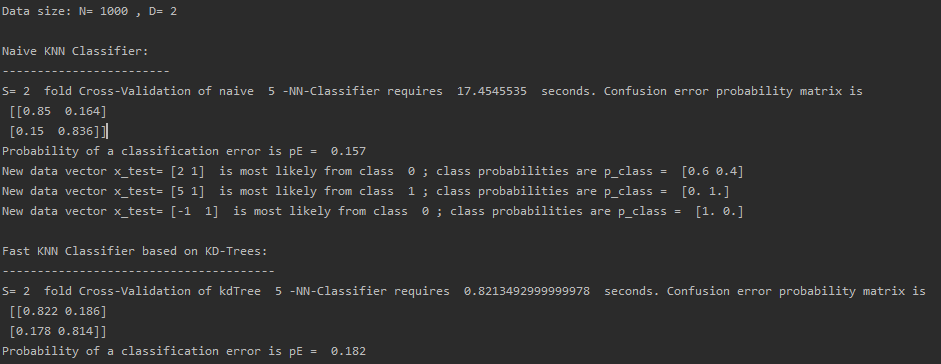 Data size: N= 1000 , D= 2
Naive KNN Classifier:
------------------------
S= 2  fold Cross-Validation of naive  5 -NN-Classifier requires  17.4545535  seconds. Confusion error probability matrix is
 [[0.85  0.164]
 [0.15  0.836]]
Probability of a classification error is pE =  0.157
New data vector x_test= [2 1]  is most likely from class  0 ; class probabilities are p_class =  [0.6 0.4]
New data vector x_test= [5 1]  is most likely from class  1 ; class probabilities are p_class =  [0. 1.]
New data vector x_test= [-1  1]  is most likely from class  0 ; class probabilities are p_class =  [1. 0.]
Fast KNN Classifier based on KD-Trees:
---------------------------------------
S= 2  fold Cross-Validation of kdTree  5 -NN-Classifier requires  0.8213492999999978  seconds. Confusion error probability matrix is
 [[0.822 0.186]
 [0.178 0.814]]
Probability of a classification error is pE =  0.182